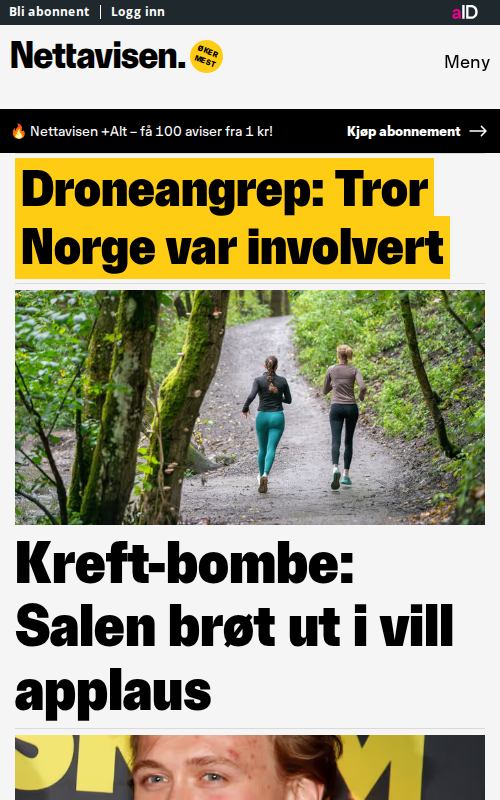 Bli abonnent
Logg inn
aID
Nettavisen.
ØKER
MEST
Meny
🔥 Nettavisen +Alt – få 100 aviser fra 1 kr!
Kjøp abonnement →
Droneangrep: Tror
Norge var involvert
Kreft-bombe:
Salen brøt ut i vill
applaus